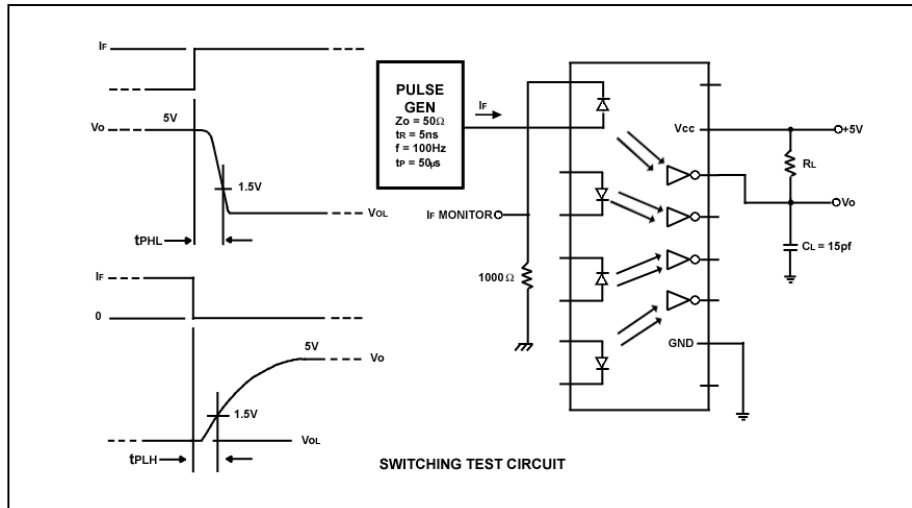 IF
VO
5V
1.5V
VOL
tPHL
IF
0
5V
VO
1.5V
VOL
tPLH
PULSE
GEN
ZO = 50Ω
tR = 5ns
f = 100Hz
tP = 50µs
IF
IF MONITOR
1000 Ω
VCC
+5V
RL
VO
CL = 15pf
GND
SWITCHING TEST CIRCUIT